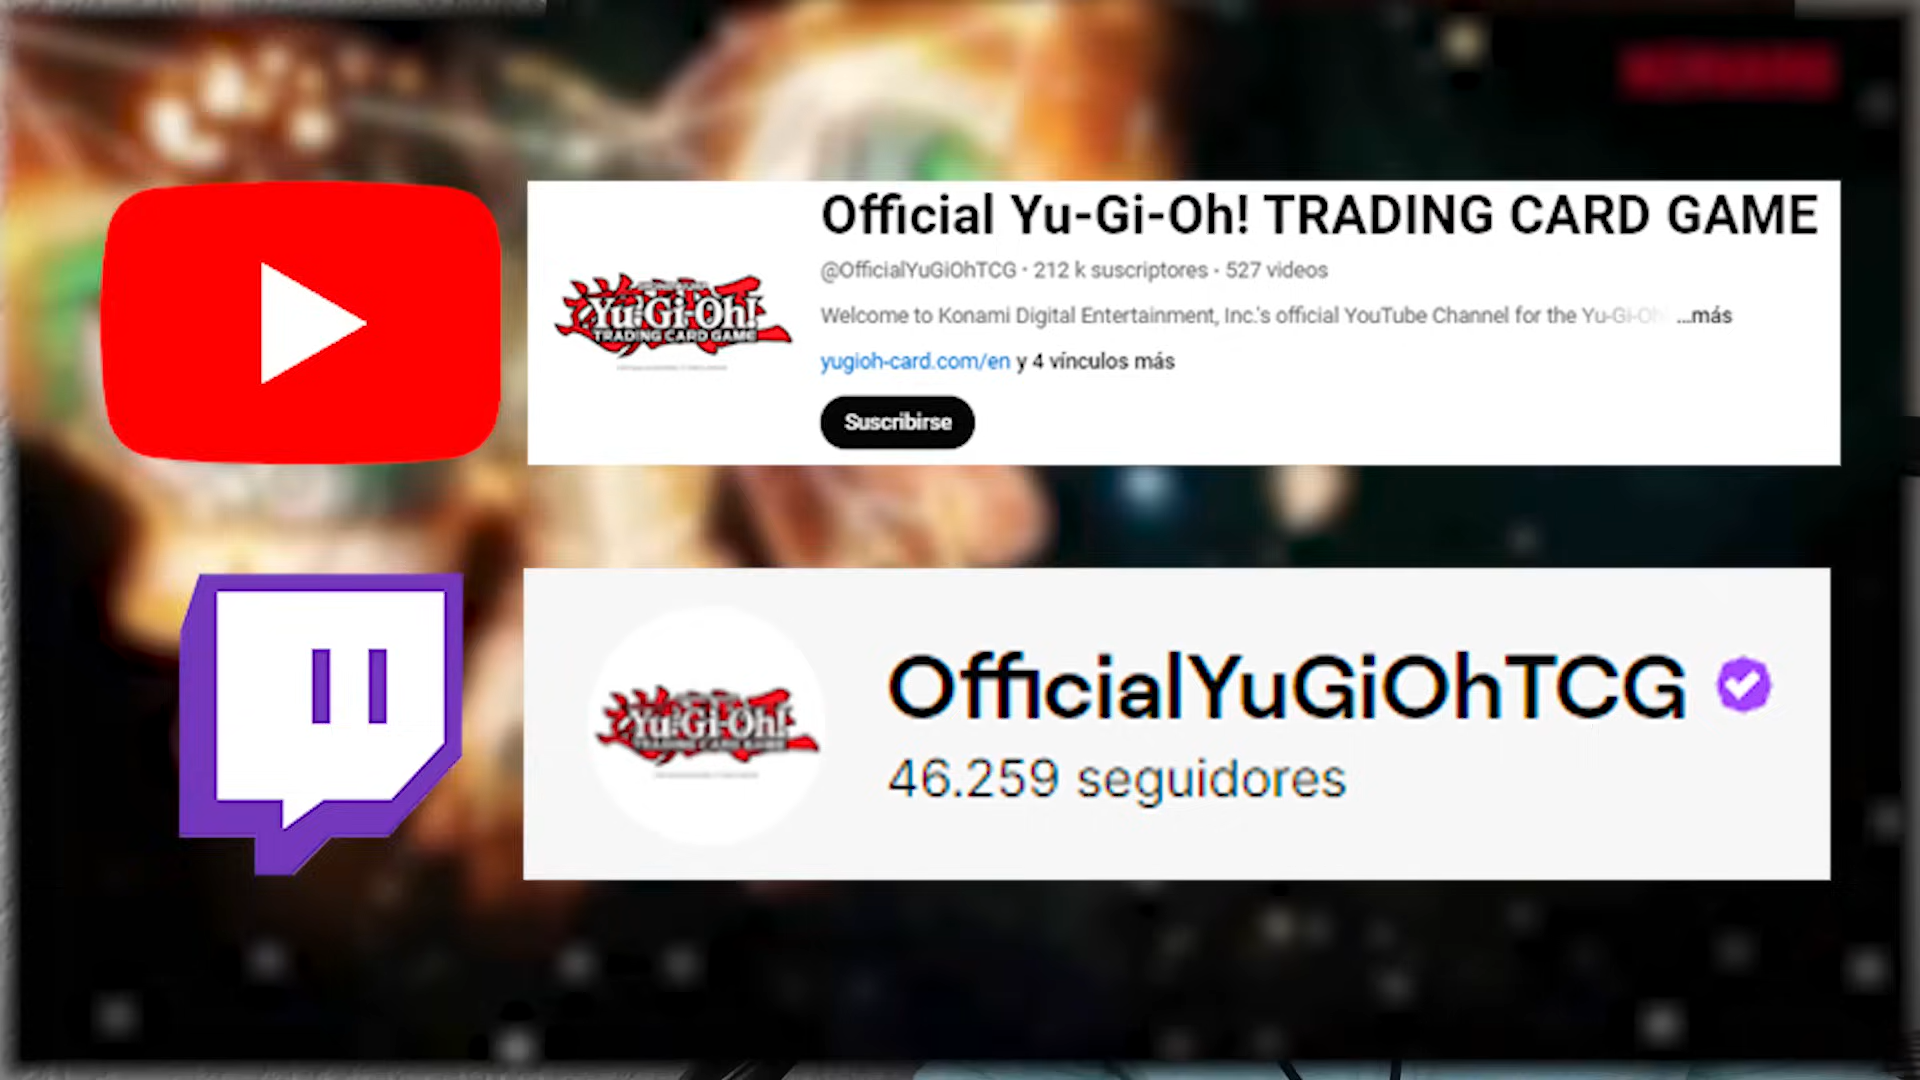 KONAMI
Official Yu-Gi-Oh! TRADING CARD GAME
@OfficialYuGiOhTCG · 212 k suscriptores · 527 videos
Welcome to Konami Digital Entertainment, Inc.'s official YouTube Channel for the Yu-Gi-Oh ...más
yugioh-card.com/en y 4 vínculos más
Suscribirse
Yu-Gi-Oh!
TRADING CARD GAME
OfficialYuGiOhTCG
46.259 seguidores
Yu-Gi-Oh!
TRADING CARD GAME